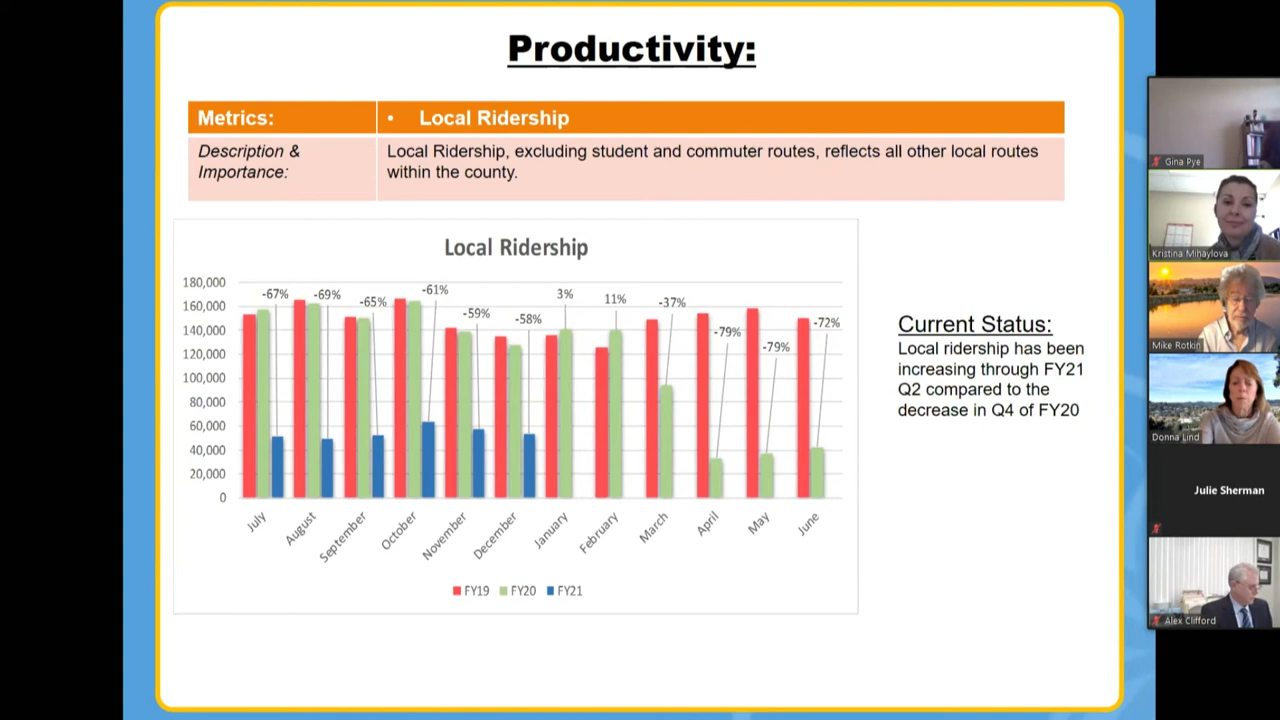 Productivity:
Metrics:
• Local Ridership
Description &
Importance:
Local Ridership, excluding student and commuter routes, reflects all other local routes
within the county.
Local Ridership
180,000
160,000
140,000
120,000
100,000
80,000
60,000
40,000
20,000
0
-67%
-69%
-65%
-61%
-59%
-58%
3%
11%
-37%
-79%
-79%
-72%
July
August
September
October
November
December
January
February
March
April
May
June
FY19 FY20 FY21
Current Status:
Local ridership has been
increasing through FY21
Q2 compared to the
decrease in Q4 of FY20
Gina Pye
Kristina Mihaylova
Mike Rotkin
Donna Lind
Julie Sherman
Alex Clifford